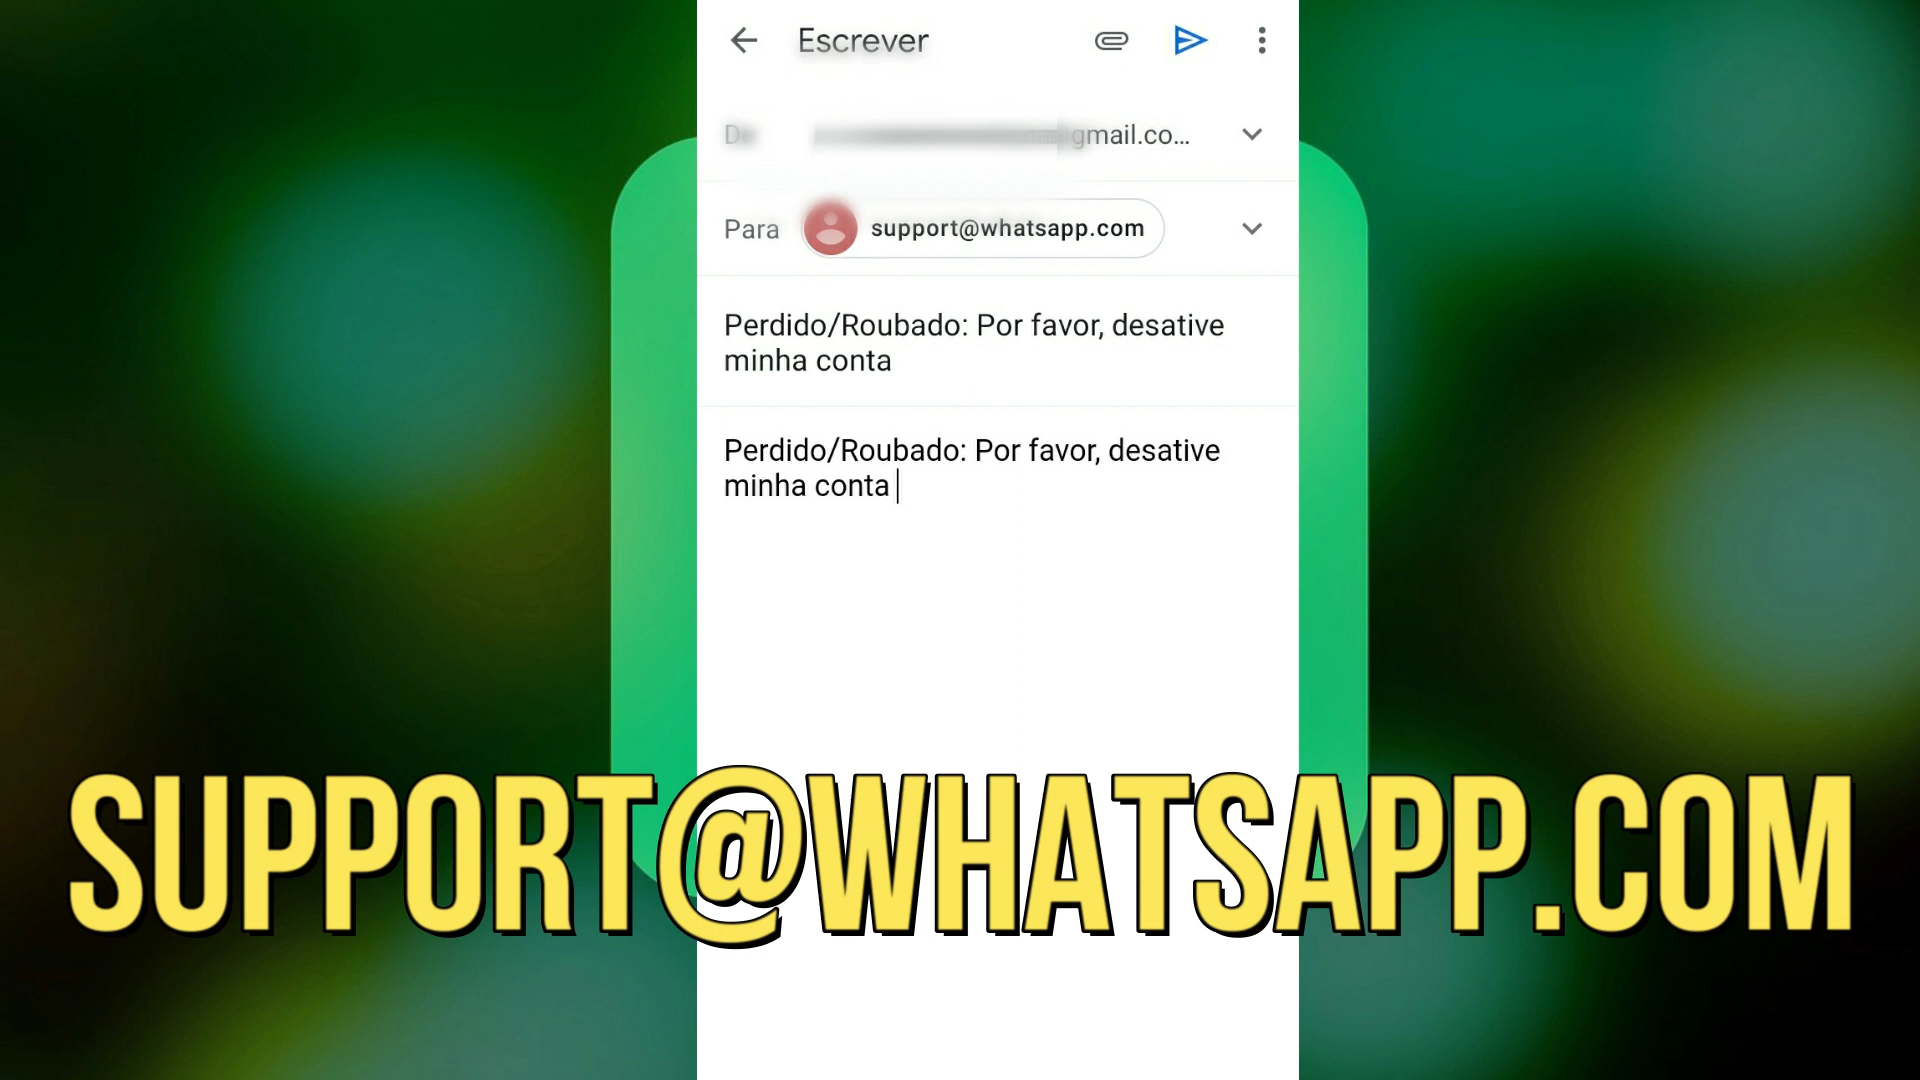 Escrever
gmail.co...
Para support@whatsapp.com
Perdido/Roubado: Por favor, desative
minha conta
Perdido/Roubado: Por favor, desative
minha conta
SUPPORT@WHATSAPP.COM